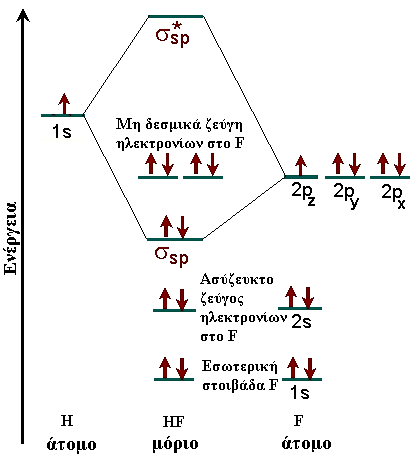 σ*sp
1s
Μη δεσμικά ζεύγη
ηλεκτρονίων στο F
2pz 2py 2px
σsp
Ενέργεια
Ασύζευκτο
ζεύγος
ηλεκτρονίων
στο F
2s
Εσωτερική
στοιβάδα F
1s
H
άτομο
HF
μόριο
F
άτομο